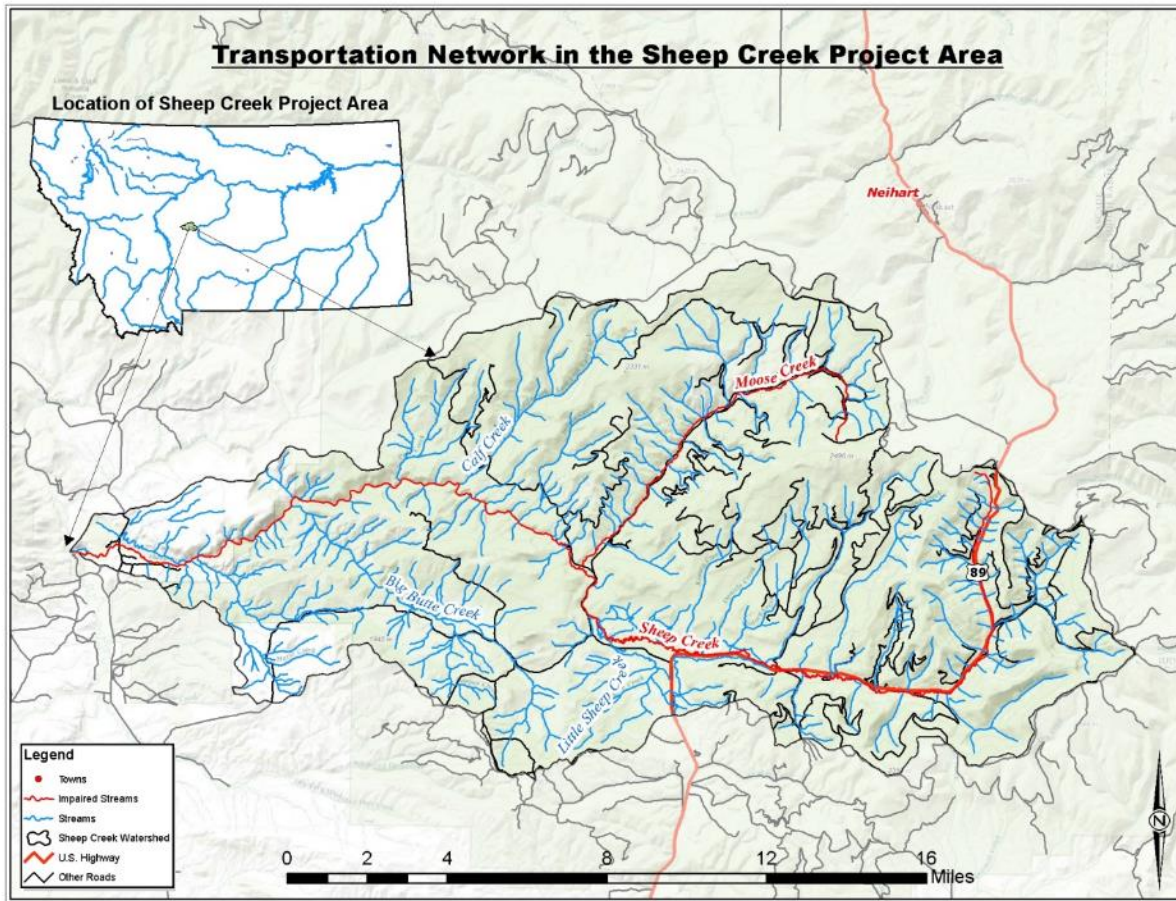 Transportation Network in the Sheep Creek Project Area
Location of Sheep Creek Project Area
Neihart
Moose Creek
Calf Creek
89
Big Butte Creek
Sheep Creek
Little Sheep Creek
Legend
Towns
Impaired Streams
Streams
Sheep Creek Watershed
U.S. Highway
Other Roads
0 2 4 8 12 16
Miles
N